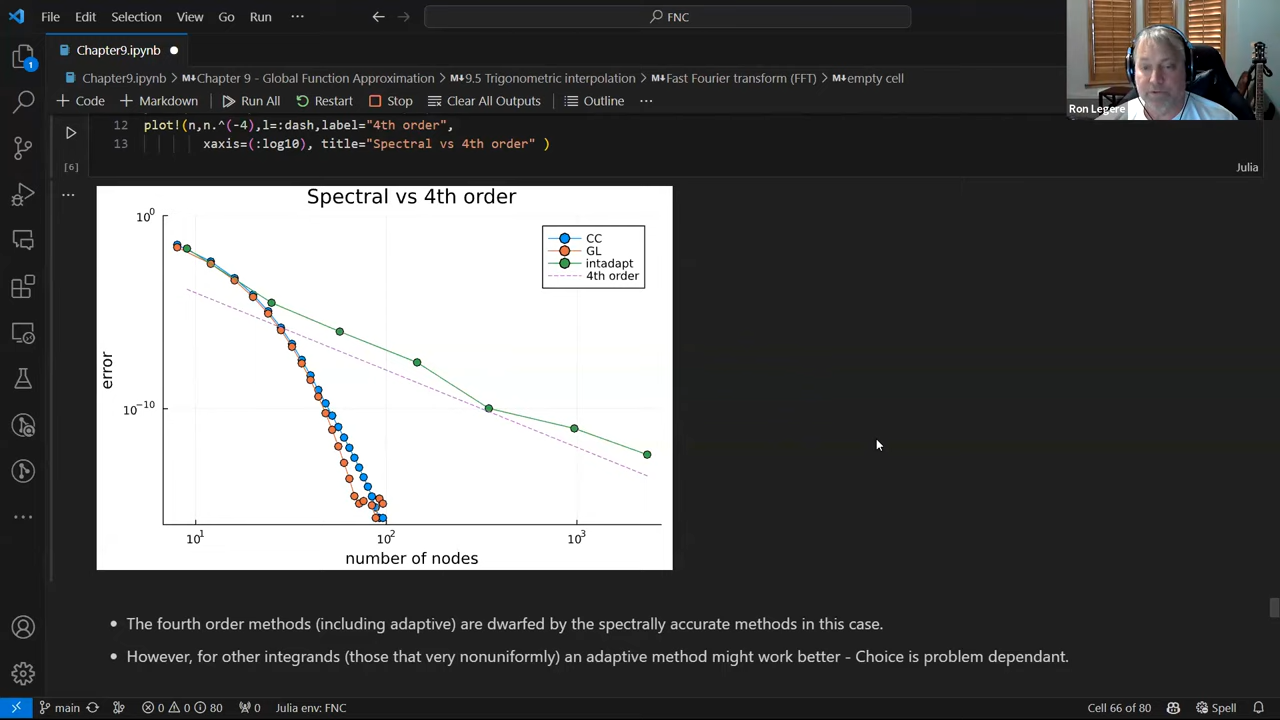 File Edit Selection View Go Run ··· FNC
Chapter9.ipynb
Chapter9.ipynb > Chapter 9 - Global Function Approximation > 9.5 Trigonometric interpolation > Fast Fourier transform (FFT) > empty cell
+ Code + Markdown Run All Restart Stop Clear All Outputs Outline ···
Ron Legere
12 plot!(n,n.^(-4),l=:dash,label="4th order",
13 xaxis=(:log10), title="Spectral vs 4th order" )
[6] Julia
Spectral vs 4th order
10^0
CC
GL
intadapt
4th order
error
10^-10
10^1 10^2 10^3
number of nodes
• The fourth order methods (including adaptive) are dwarfed by the spectrally accurate methods in this case.
• However, for other integrands (those that very nonuniformly) an adaptive method might work better - Choice is problem dependant.
1
main 0 0 80 0 Julia env: FNC Cell 66 of 80 Spell